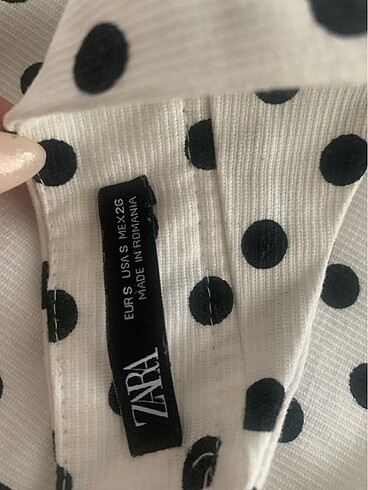 ZARA
EUR S USA S MEX 26
MADE IN ROMANIA